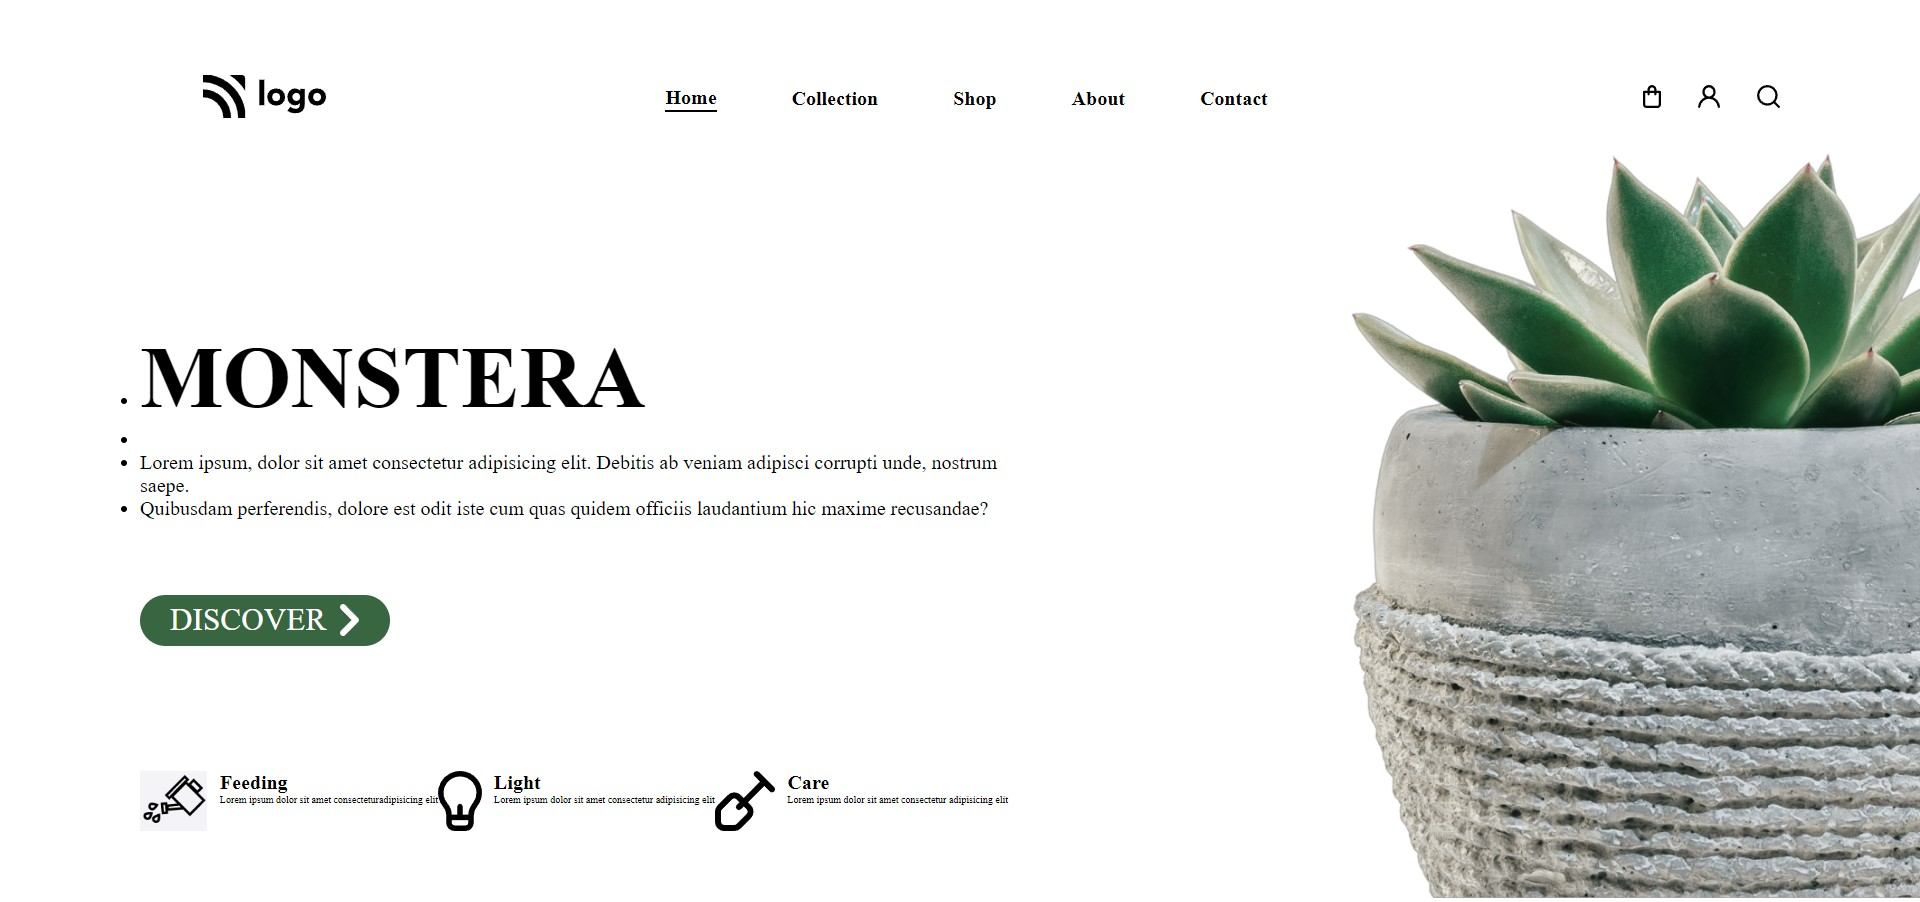 logo
Home Collection Shop About Contact
MONSTERA
Lorem ipsum, dolor sit amet consectetur adipisicing elit. Debitis ab veniam adipisci corrupti unde, nostrum
saepe.
Quibusdam perferendis, dolore est odit iste cum quas quidem officiis laudantium hic maxime recusandae?
DISCOVER
Feeding
Lorem ipsum dolor sit amet consecteturadipisicing elit
Light
Lorem ipsum dolor sit amet consectetur adipisicing elit
Care
Lorem ipsum dolor sit amet consectetur adipisicing elit